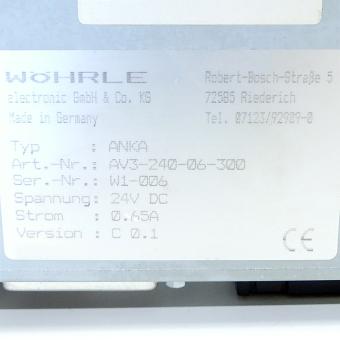 WÖHRLE Robert-Bosch-Straße 5
electronic GmbH & Co. KG 72585 Riederich
Made in Germany Tel. 07123/92909-0
Typ : ANKA
Art.-Nr.: AV3-240-06-300
Ser.-Nr.: W1-006
Spannung: 24V DC
Strom : 0.65A
Version : C 0.1 CE